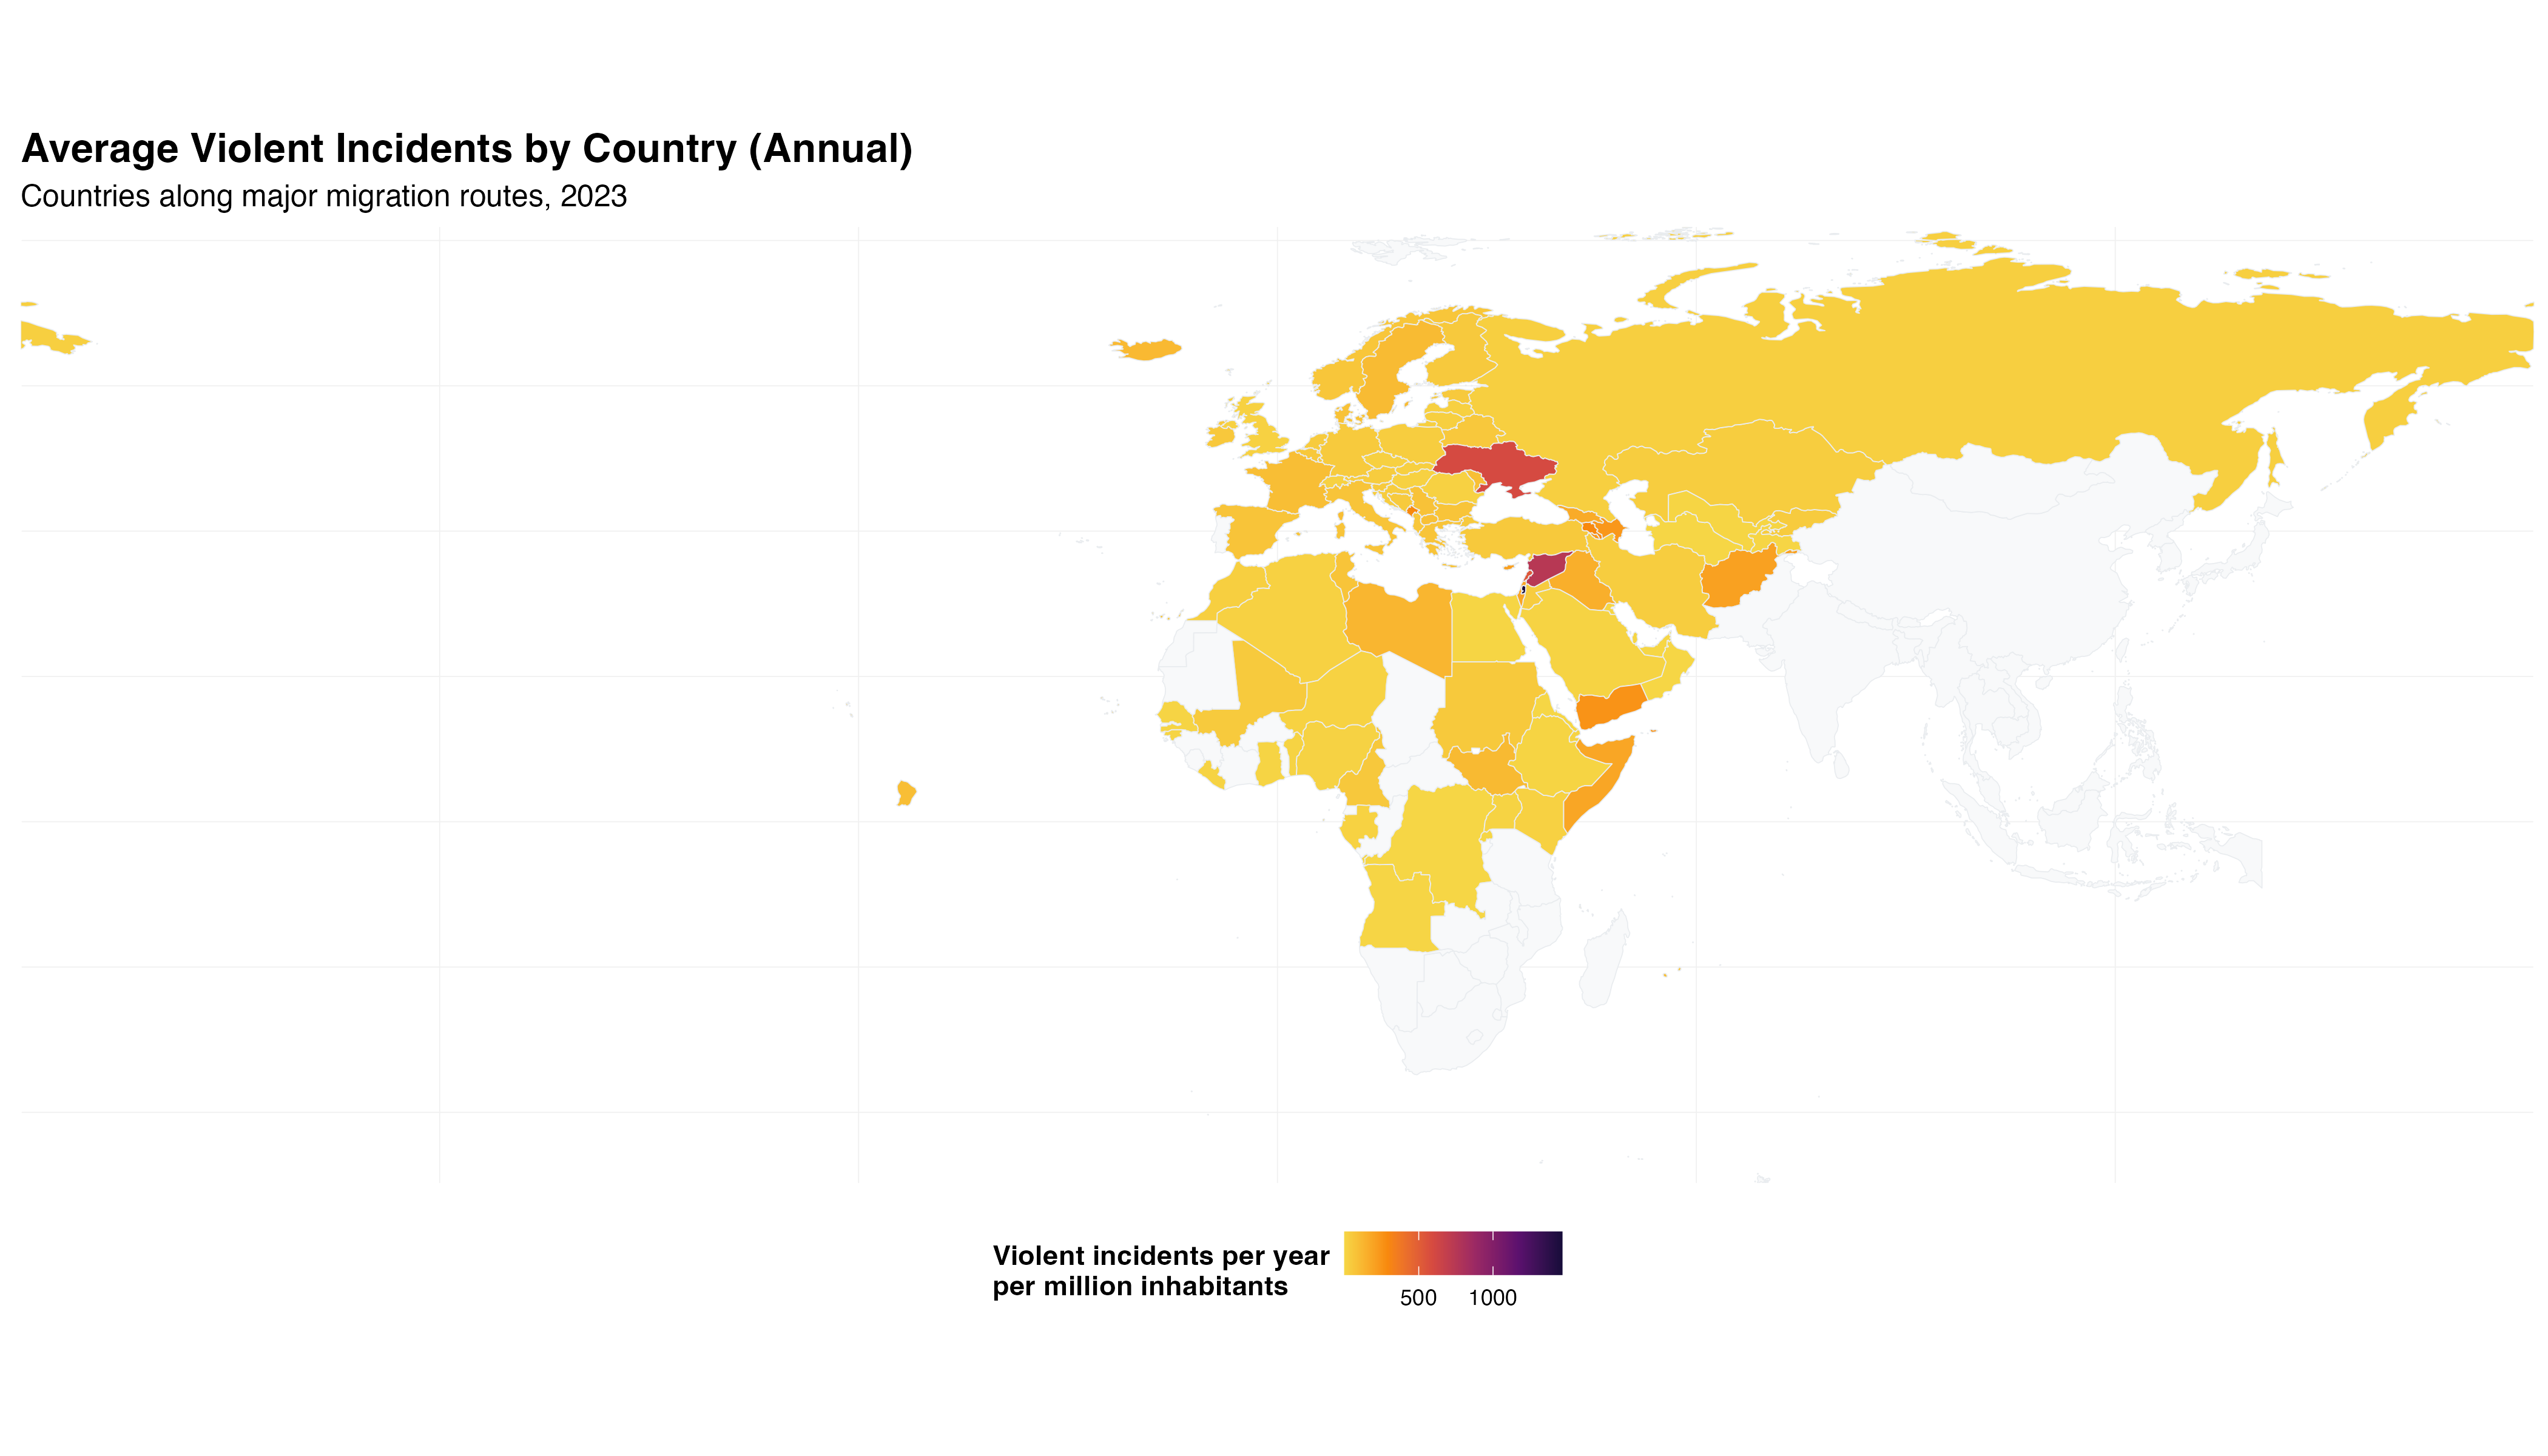 Average Violent Incidents by Country (Annual)
Countries along major migration routes, 2023
Violent incidents per year
per million inhabitants
500 1000